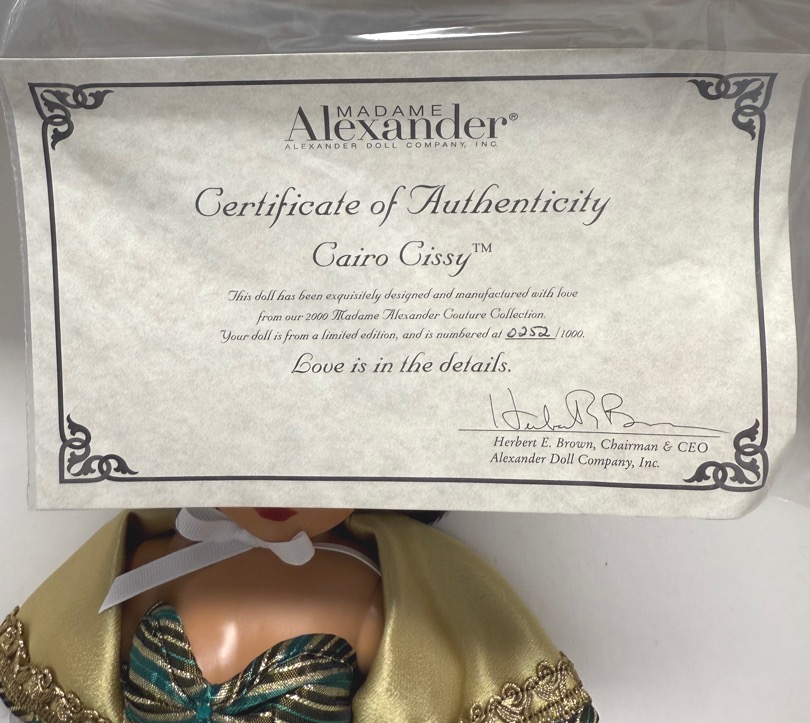 MADAME
Alexander®
ALEXANDER DOLL COMPANY, INC.
Certificate of Authenticity
Cairo Cissy™
This doll has been exquisitely designed and manufactured with love
from our 2000 Madame Alexander Couture Collection.
Your doll is from a limited edition, and is numbered at 0252/1000.
Love is in the details.
Herbert E. Brown, Chairman & CEO
Alexander Doll Company, Inc.